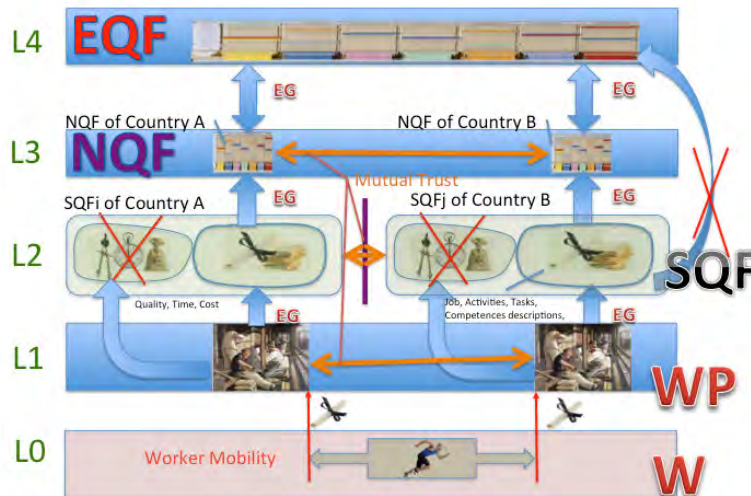 L4
EQF
EG
EG
NQF of Country A
NQF of Country B
L3
NQF
Mutual Trust
EG
EG
SQFi of Country A
SQFj of Country B
L2
SQF
Quality, Time, Cost
Job, Activities, Tasks,
Competences descriptions,
EG
EG
L1
WP
L0
Worker Mobility
W